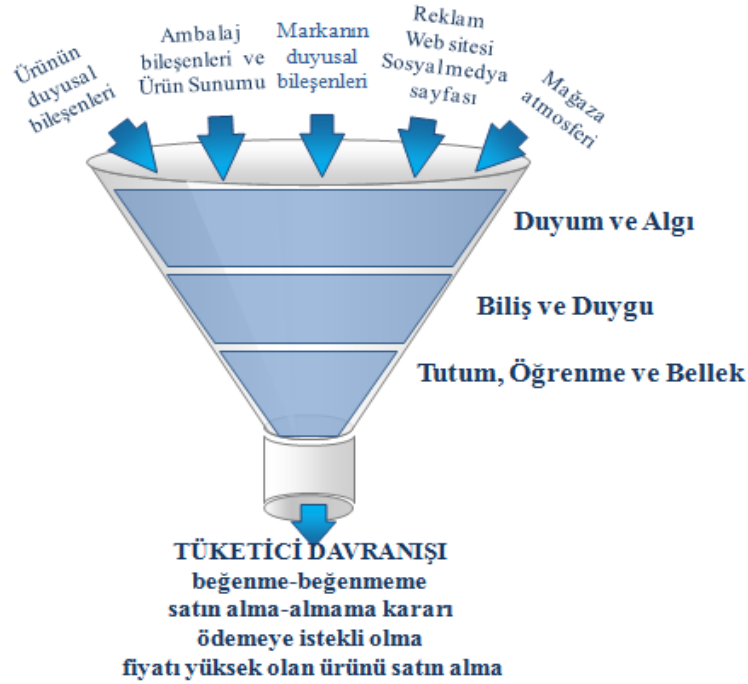 Ürünün
duyusal
bileşenleri
Ambalaj
bileşenleri ve
Ürün Sunumu
Markanın
duyusal
bileşenleri
Reklam
Web sitesi
Sosyal medya
sayfası
Mağaza
atmosferi
Duyum ve Algı
Biliş ve Duygu
Tutum, Öğrenme ve Bellek
TÜKETİCİ DAVRANIŞI
beğenme-beğenmeme
satın alma-almama kararı
ödemeye istekli olma
fiyatı yüksek olan ürünü satın alma